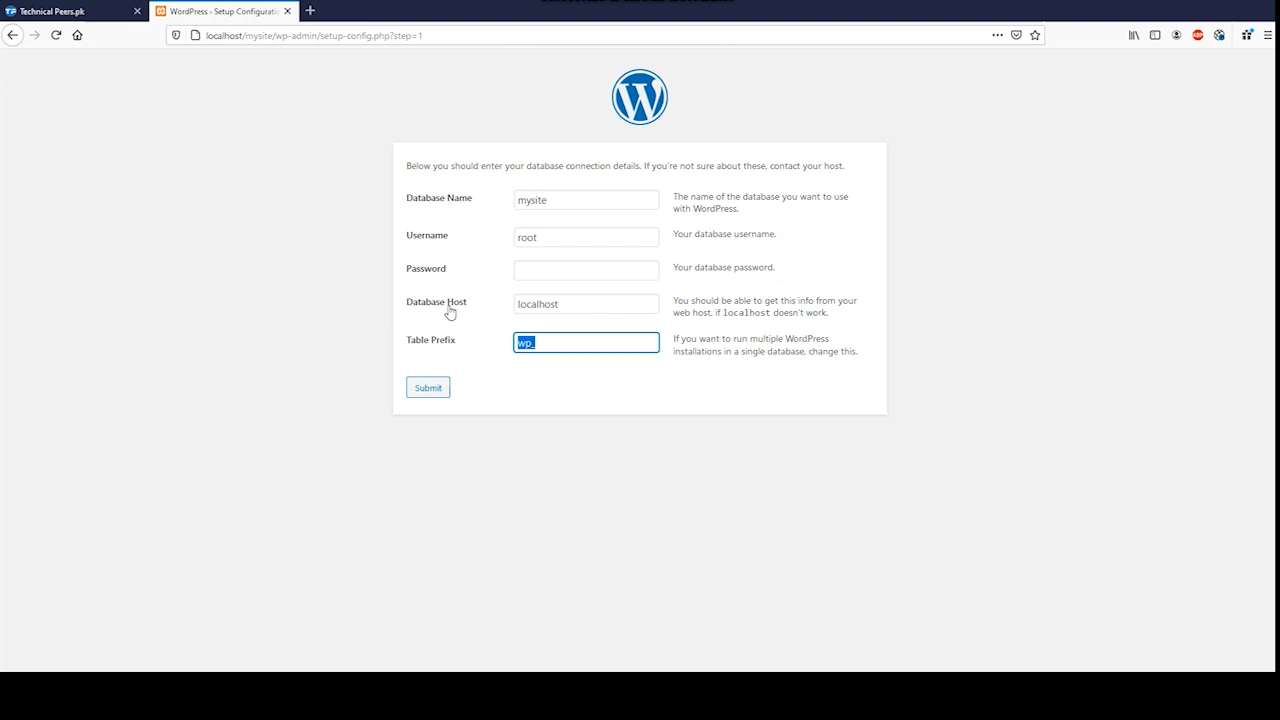 Technical Peers.pk
WordPress › Setup Configuratio
localhost/mysite/wp-admin/setup-config.php?step=1
ABP
Below you should enter your database connection details. If you're not sure about these, contact your host.
Database Name
mysite
The name of the database you want to use
with WordPress.
Username
root
Your database username.
Password
Your database password.
Database Host
localhost
You should be able to get this info from your
web host, if localhost doesn't work.
Table Prefix
wp_
If you want to run multiple WordPress
installations in a single database, change this.
Submit